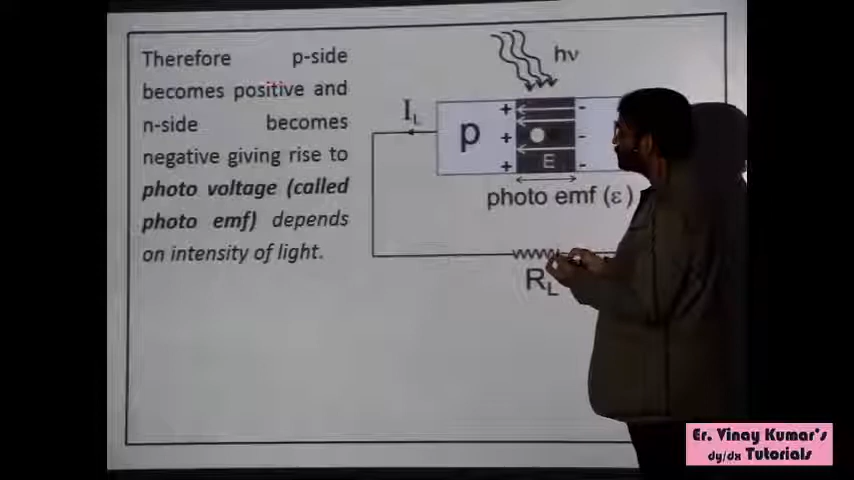 Therefore p-side
becomes positive and
n-side becomes
negative giving rise to
photo voltage (called
photo emf) depends
on intensity of light.
hν
I_L
+ -
p + -
+ E -
photo emf (ε)
R_L
Er. Vinay Kumar's
dy/dx Tutorials